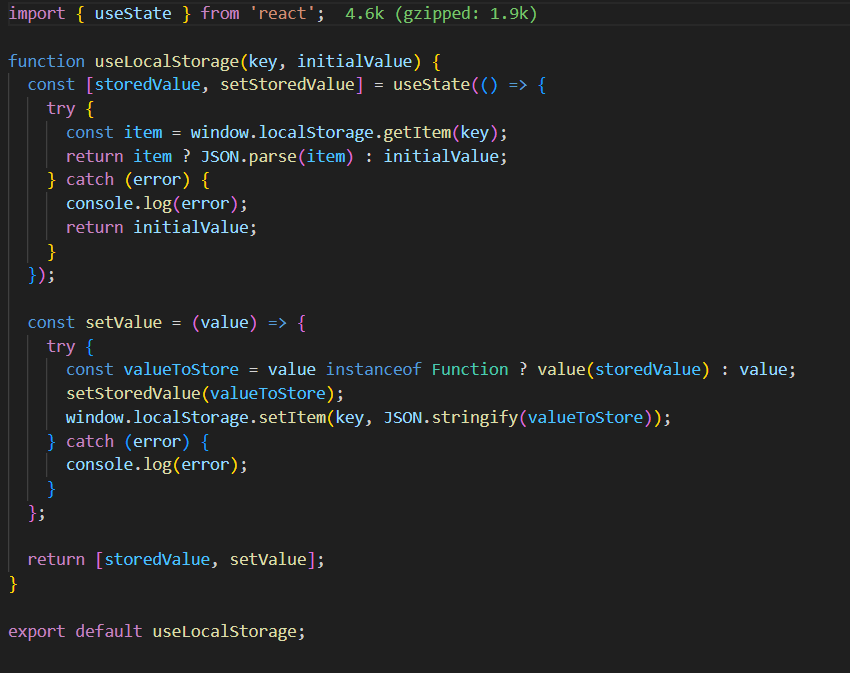 import { useState } from 'react';  4.6k (gzipped: 1.9k)
function useLocalStorage(key, initialValue) {
  const [storedValue, setStoredValue] = useState(() => {
    try {
      const item = window.localStorage.getItem(key);
      return item ? JSON.parse(item) : initialValue;
    } catch (error) {
      console.log(error);
      return initialValue;
    }
  });
  const setValue = (value) => {
    try {
      const valueToStore = value instanceof Function ? value(storedValue) : value;
      setStoredValue(valueToStore);
      window.localStorage.setItem(key, JSON.stringify(valueToStore));
    } catch (error) {
      console.log(error);
    }
  };
  return [storedValue, setValue];
}
export default useLocalStorage;